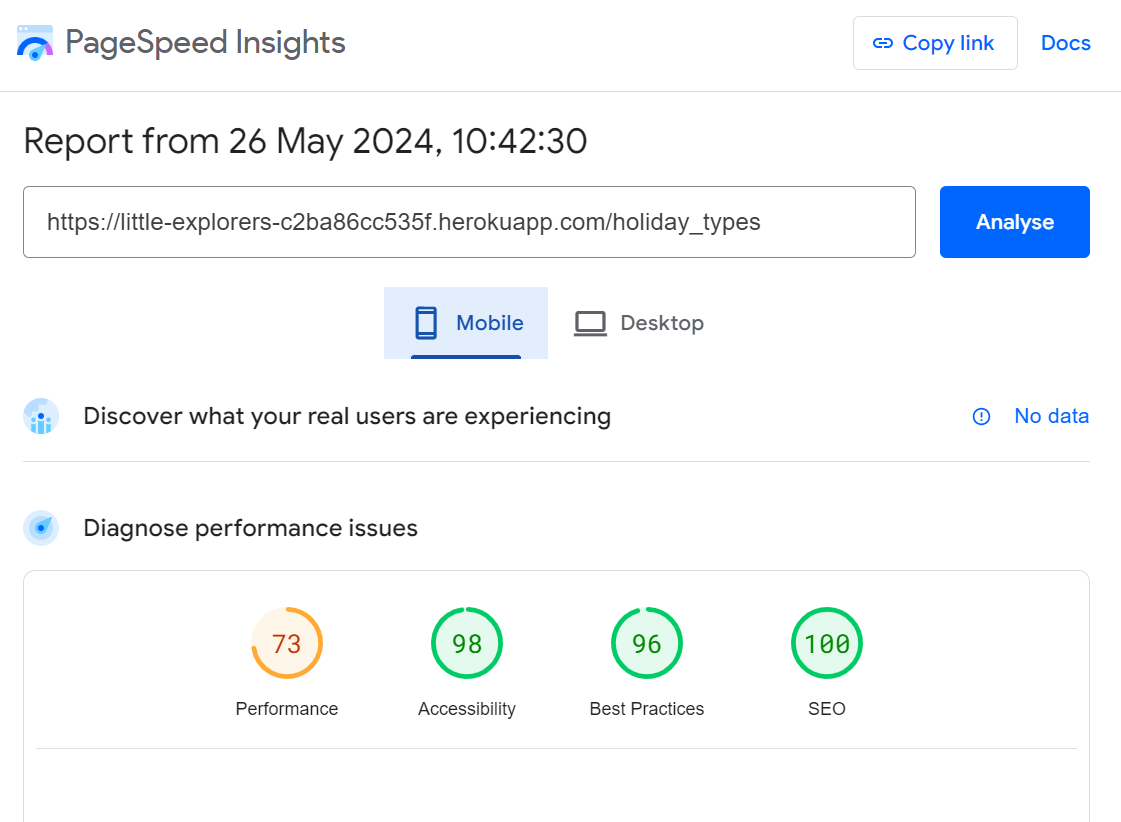 PageSpeed Insights
Copy link
Docs
Report from 26 May 2024, 10:42:30
https://little-explorers-c2ba86cc535f.herokuapp.com/holiday_types
Analyse
Mobile
Desktop
Discover what your real users are experiencing
No data
Diagnose performance issues
73
98
96
100
Performance
Accessibility
Best Practices
SEO